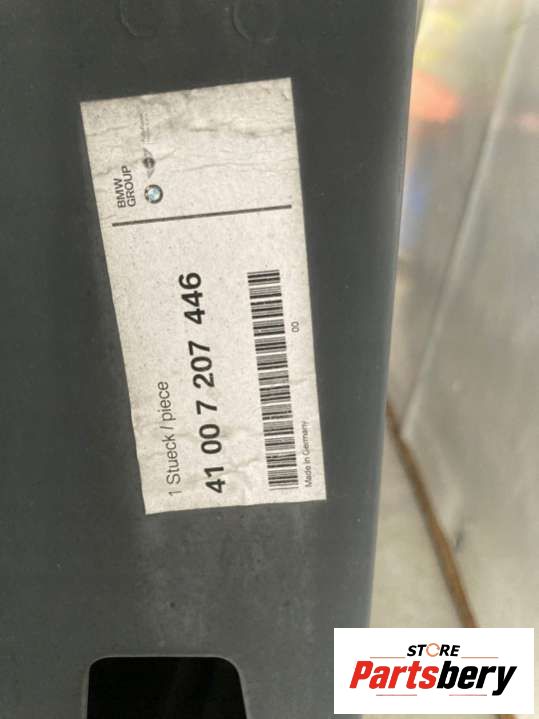 BMW
GROUP
1 Stueck / piece
41 00 7 207 446
00
Made in Germany
STORE
Partsbery